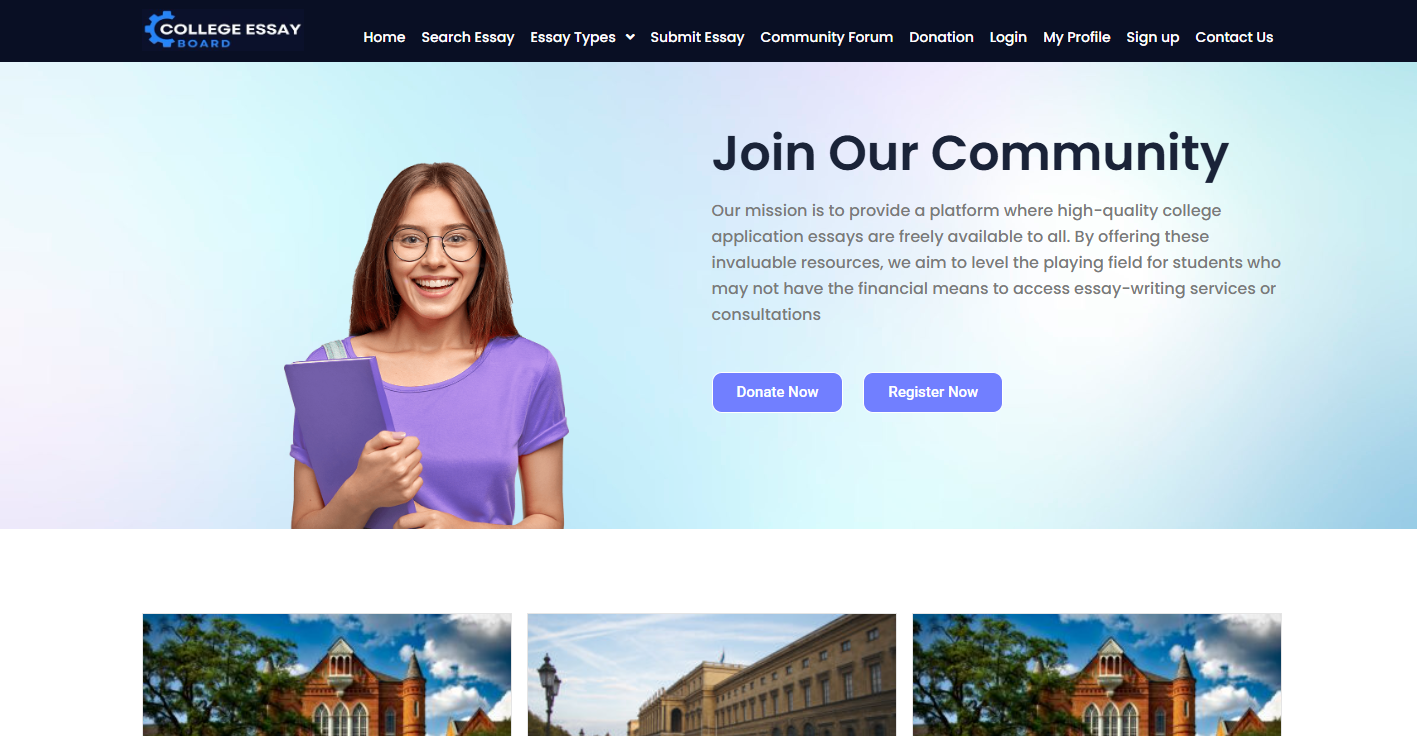 COLLEGE ESSAY
BOARD
Home Search Essay Essay Types Submit Essay Community Forum Donation Login My Profile Sign up Contact Us
Join Our Community
Our mission is to provide a platform where high-quality college
application essays are freely available to all. By offering these
invaluable resources, we aim to level the playing field for students who
may not have the financial means to access essay-writing services or
consultations
Donate Now Register Now